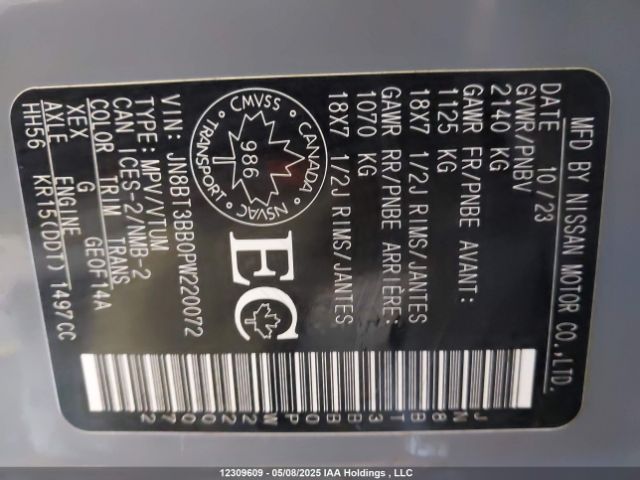 MFD BY NISSAN MOTOR CO.,LTD.
DATE 10/23
GVWR/PNBV
2140 KG
GAWR FR/PNBE AVANT:
1125 KG
18X7 1/2J RIMS/JANTES
GAWR RR/PNBE ARRIÈRE:
1070 KG
18X7 1/2J RIMS/JANTES
CMVSS
CANADA
NSVAC
TRANSPORT
986
EC
VIN: JN8BT3BB0PW220072
TYPE: MPV/VTUM
CAN ICES-2/NMB-2
COLOR TRIM TRANS
XEX G GE0F14A
AXLE ENGINE
HH56 KR15(DDT) 1497CC
JN8BT3BB0PW220072
12309609 - 05/08/2025 IAA Holdings , LLC